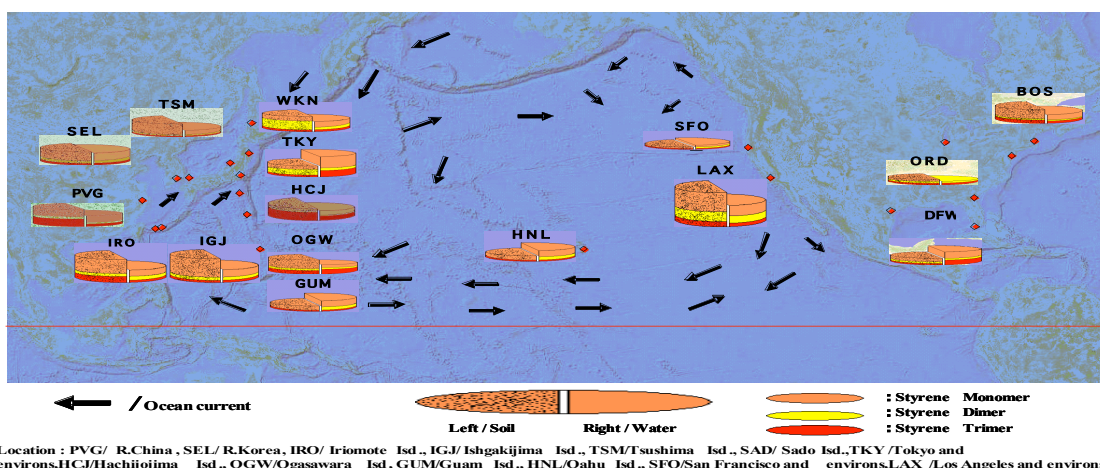 BOS
TSM
WKN
SEL
SFO
TKY
ORD
LAX
PVG
HCJ
DFW
IRO
IGJ
OGW
HNL
GUM
/ Ocean current
: Styrene Monomer
: Styrene Dimer
Left / Soil Right / Water
: Styrene Trimer
Location : PVG/ R.China , SEL/ R.Korea, IRO/ Iriomote Isd., IGJ/ Ishgakijima Isd., TSM/Tsushima Isd., SAD/ Sado Isd.,TKY /Tokyo and
environs,HCJ/Hachijojima Isd., OGW/Ogasawara Isd, GUM/Guam Isd., HNL/Oahu Isd., SFO/San Francisco and environs,LAX /Los Angeles and environ